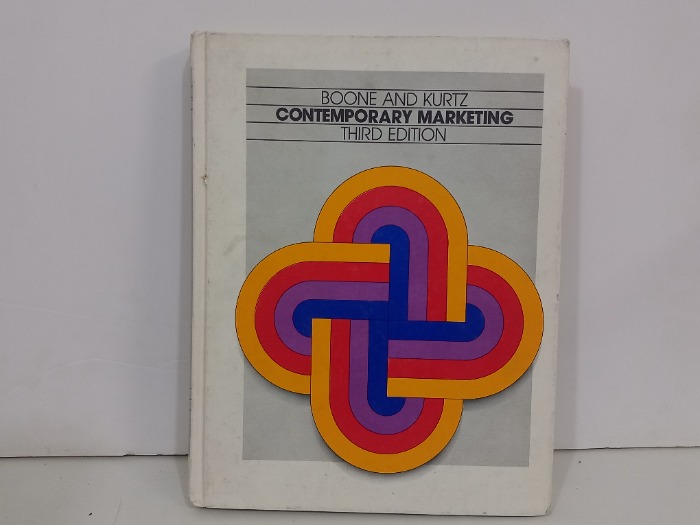 BOONE AND KURTZ
CONTEMPORARY MARKETING
THIRD EDITION